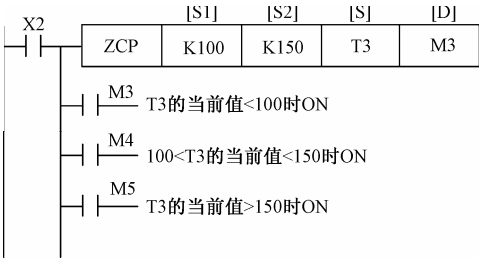 [S1] [S2] [S] [D]
X2
ZCP K100 K150 T3 M3
M3
T3的当前值<100时ON
M4
100<T3的当前值<150时ON
M5
T3的当前值>150时ON